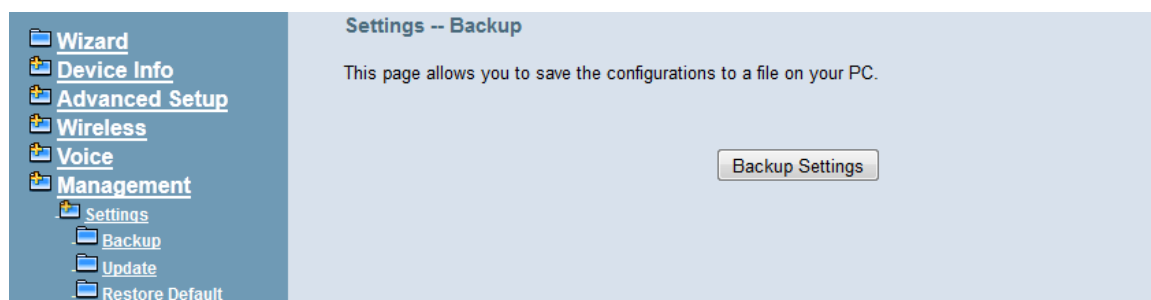 Wizard
Device Info
Advanced Setup
Wireless
Voice
Management
Settings
Backup
Update
Restore Default
Settings -- Backup
This page allows you to save the configurations to a file on your PC.
Backup Settings